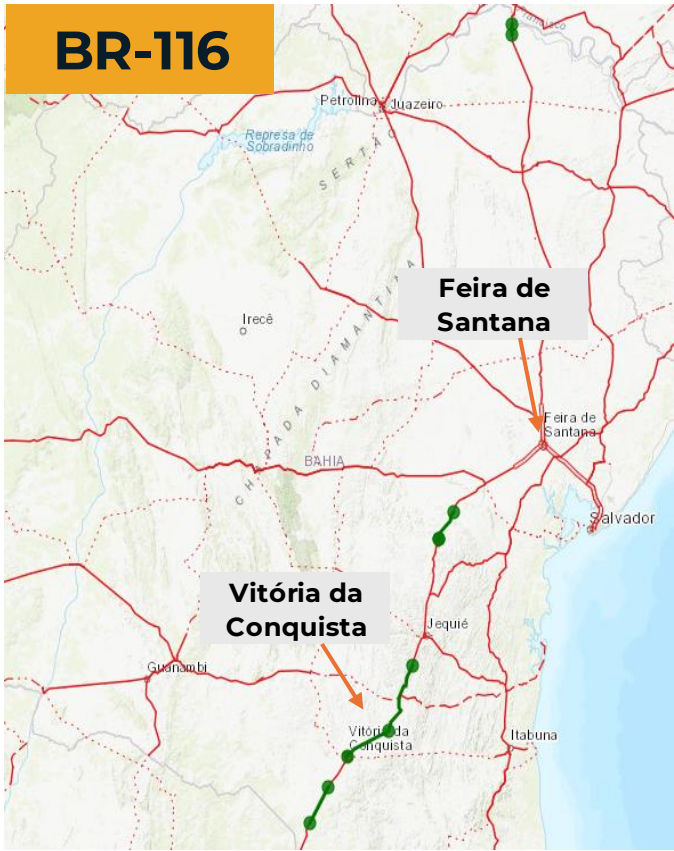 BR-116
Francisco
Petrolina
Juazeiro
Represa de
Sobradinho
SERTÃO
Feira de
Santana
Irecê
CHAPADA DIAMANTINA
Feira de
Santana
BAHIA
Salvador
Vitória da
Conquista
Jequié
Guanambi
Vitória da
Conquista
Itabuna